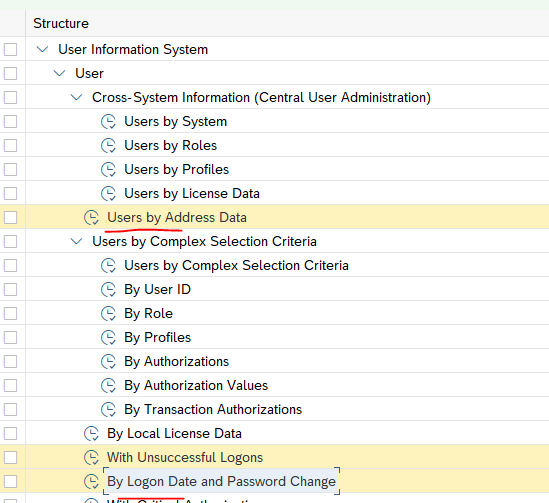 Structure
User Information System
User
Cross-System Information (Central User Administration)
Users by System
Users by Roles
Users by Profiles
Users by License Data
Users by Address Data
Users by Complex Selection Criteria
Users by Complex Selection Criteria
By User ID
By Role
By Profiles
By Authorizations
By Authorization Values
By Transaction Authorizations
By Local License Data
With Unsuccessful Logons
By Logon Date and Password Change
With Critical